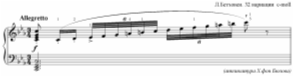 Л.Бетховен. 32 вариации c-moll
Allegretto
f
(аппликатура Х.фон Бюлова)